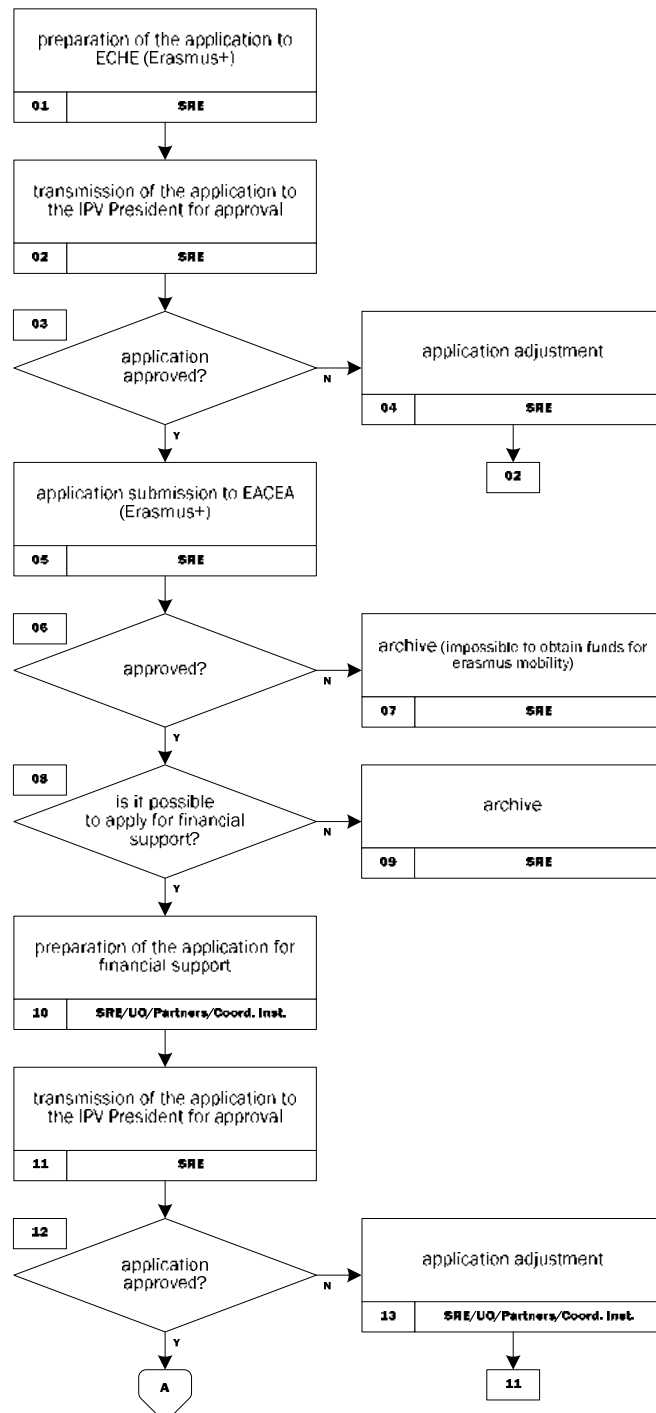 preparation of the application to
ECHE (Erasmus+)
01 SRE
transmission of the application to
the IPV President for approval
02 SRE
03
application
approved?
N
Y
application adjustment
04 SRE
02
application submission to EACEA
(Erasmus+)
05 SRE
06
approved?
N
Y
archive (impossible to obtain funds for
erasmus mobility)
07 SRE
08
is it possible
to apply for financial
support?
N
Y
archive
09 SRE
preparation of the application for
financial support
10 SRE/UO/Partners/Coord. Inst.
transmission of the application to
the IPV President for approval
11 SRE
12
application
approved?
N
Y
application adjustment
13 SRE/UO/Partners/Coord. Inst.
A
11